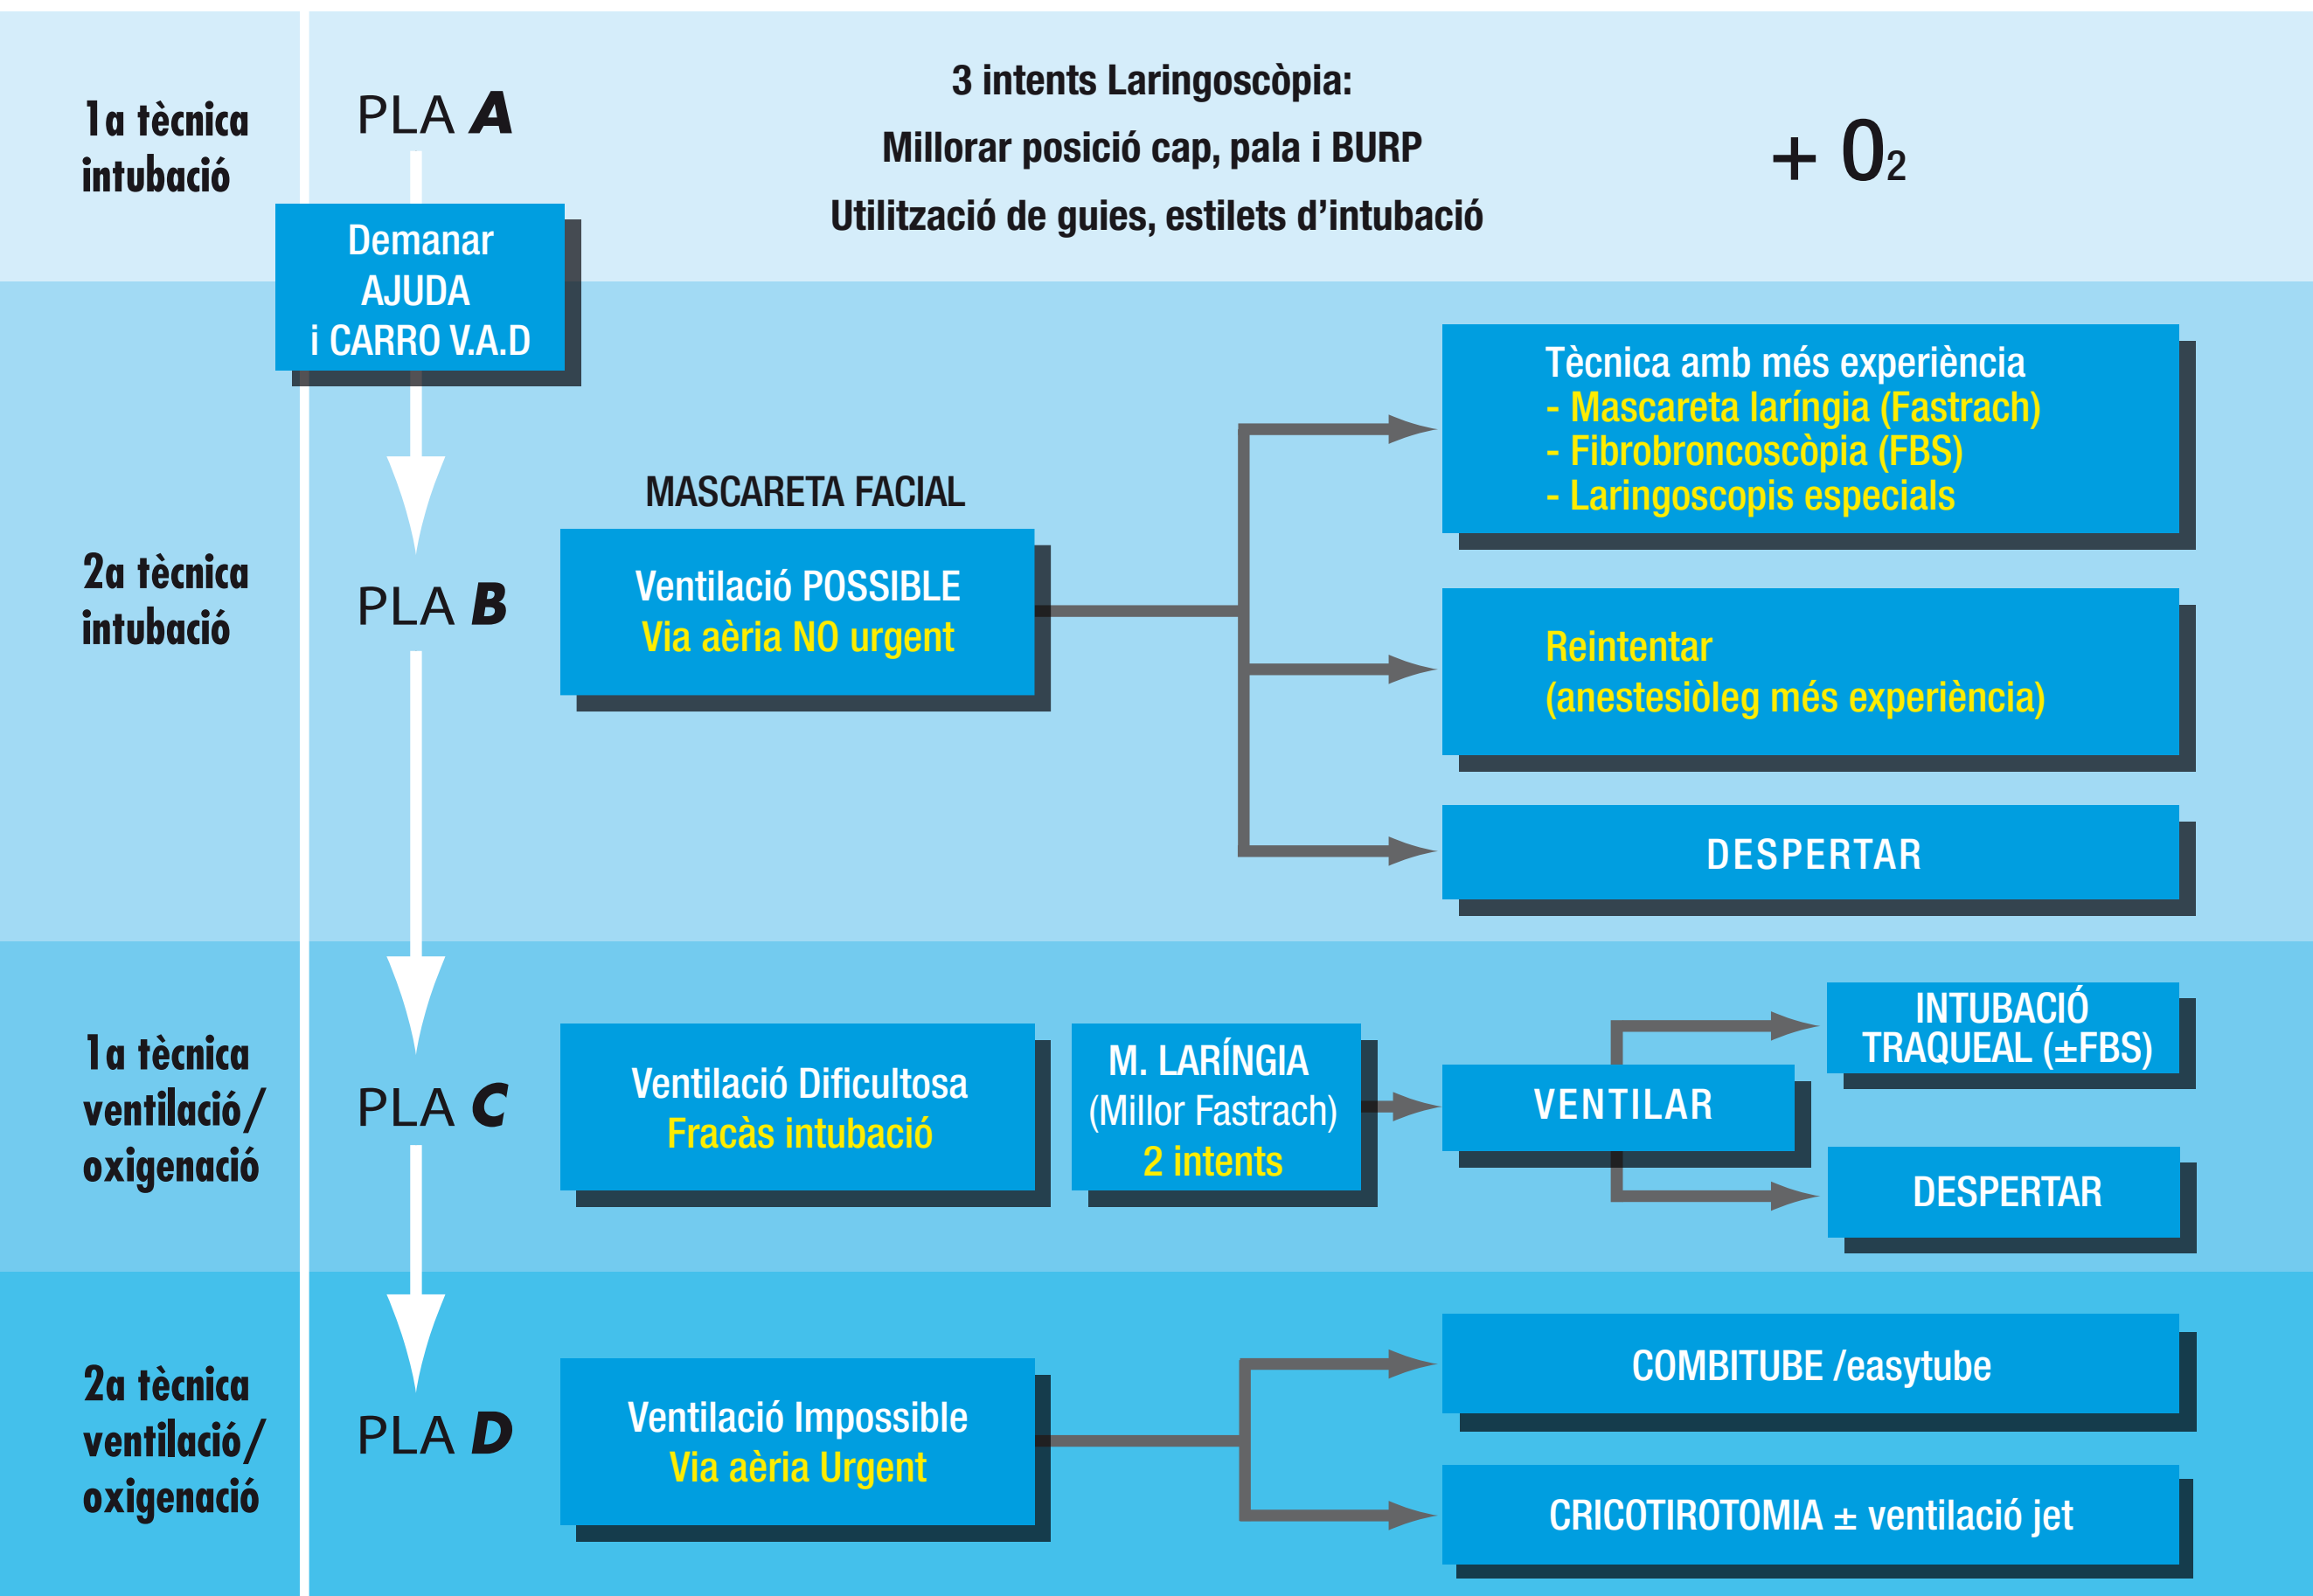 1a tècnica
intubació
PLA A
3 intents Laringoscòpia:
Millorar posició cap, pala i BURP
Utilització de guies, estilets d’intubació
+ O₂
Demanar
AJUDA
i CARRO V.A.D
2a tècnica
intubació
PLA B
MASCARETA FACIAL
Ventilació POSSIBLE
Via aèria NO urgent
Tècnica amb més experiència
- Mascareta laríngia (Fastrach)
- Fibrobroncoscòpia (FBS)
- Laringoscopis especials
Reintentar
(anestesiòleg més experiència)
DESPERTAR
1a tècnica
ventilació/
oxigenació
PLA C
Ventilació Dificultosa
Fracàs intubació
M. LARÍNGIA
(Millor Fastrach)
2 intents
VENTILAR
INTUBACIÓ
TRAQUEAL (±FBS)
DESPERTAR
2a tècnica
ventilació/
oxigenació
PLA D
Ventilació Impossible
Via aèria Urgent
COMBITUBE /easytube
CRICOTIROTOMIA ± ventilació jet